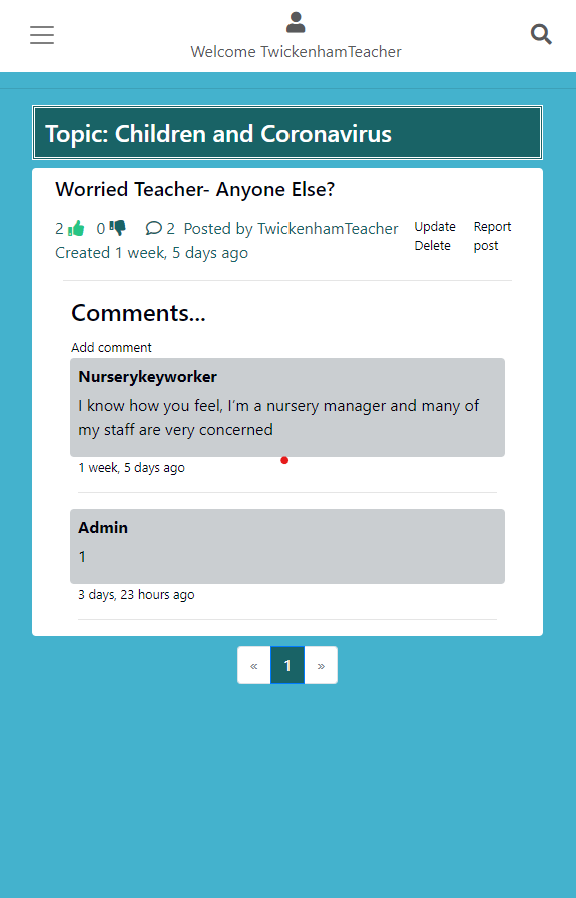 Welcome TwickenhamTeacher
Topic: Children and Coronavirus
Worried Teacher- Anyone Else?
2 0 2 Posted by TwickenhamTeacher
Created 1 week, 5 days ago
Update
Delete
Report
post
Comments...
Add comment
Nurserykeyworker
I know how you feel, I'm a nursery manager and many of
my staff are very concerned
1 week, 5 days ago
Admin
1
3 days, 23 hours ago
« 1 »